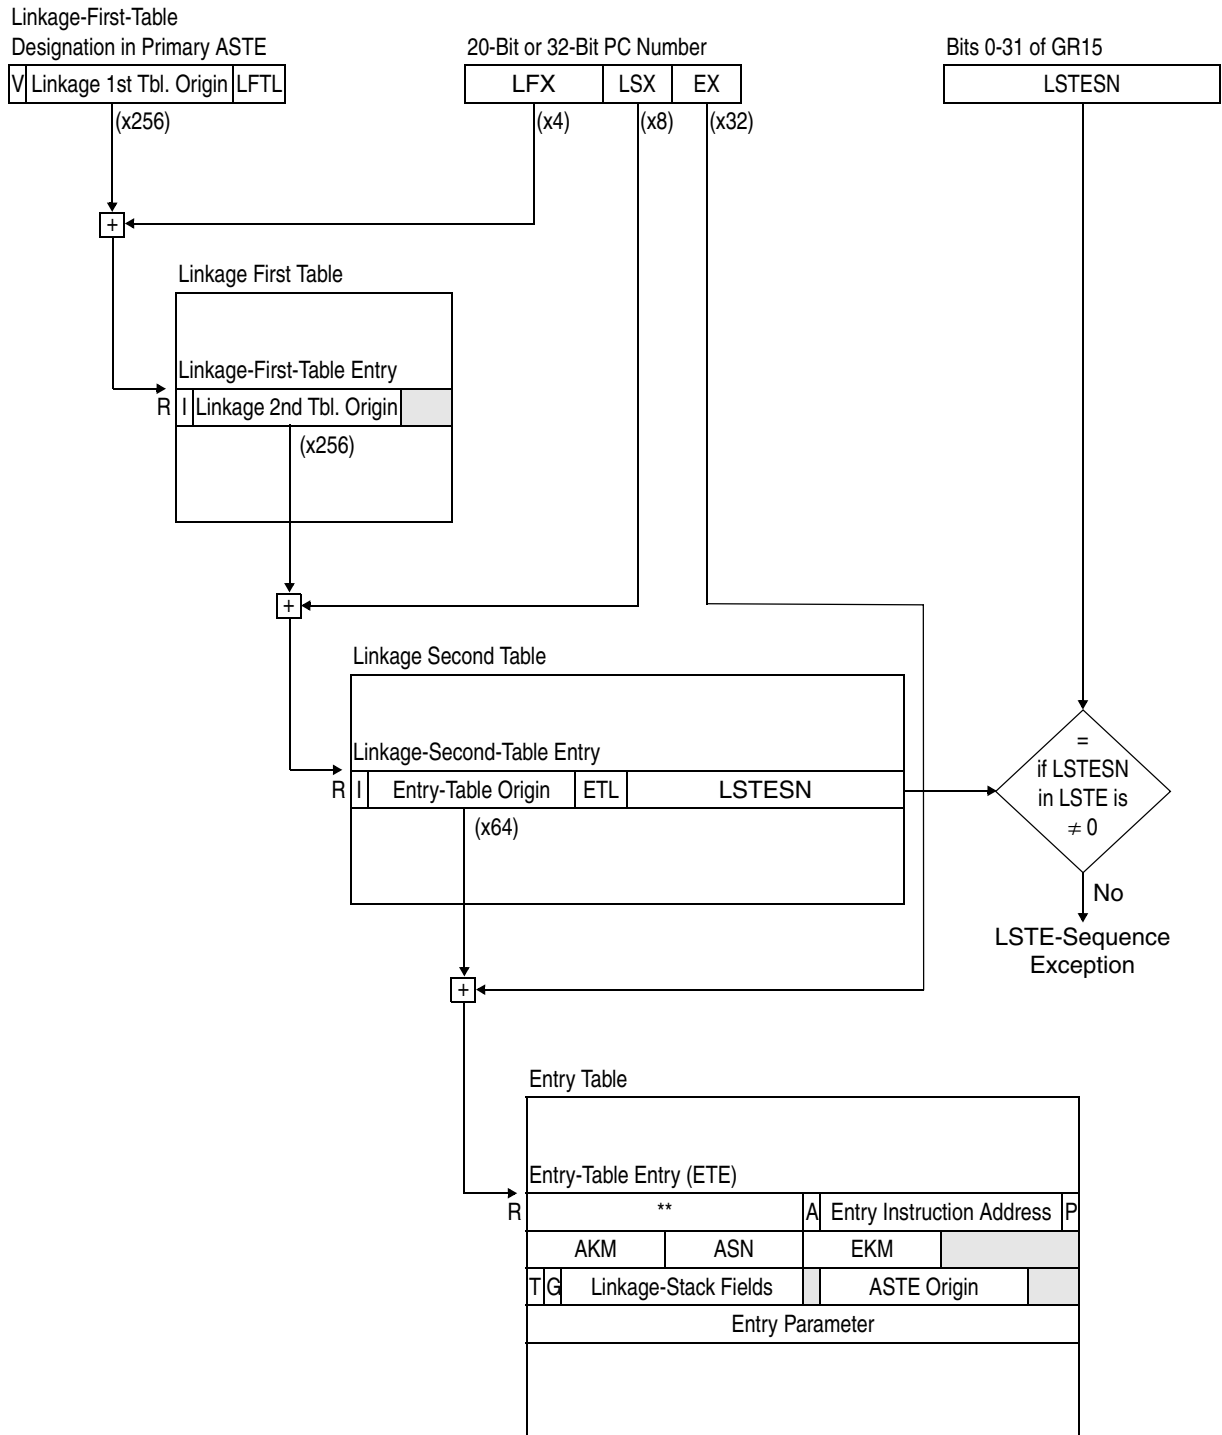 Linkage-First-Table
Designation in Primary ASTE
20-Bit or 32-Bit PC Number
Bits 0-31 of GR15
V Linkage 1st Tbl. Origin LFTL
LFX LSX EX
LSTESN
(x256)
(x4) (x8) (x32)
+
Linkage First Table
Linkage-First-Table Entry
R I Linkage 2nd Tbl. Origin
(x256)
+
Linkage Second Table
Linkage-Second-Table Entry
R I Entry-Table Origin ETL LSTESN
(x64)
=
if LSTESN
in LSTE is
≠ 0
No
LSTE-Sequence
Exception
+
Entry Table
Entry-Table Entry (ETE)
R ** A Entry Instruction Address P
AKM ASN EKM
T G Linkage-Stack Fields ASTE Origin
Entry Parameter